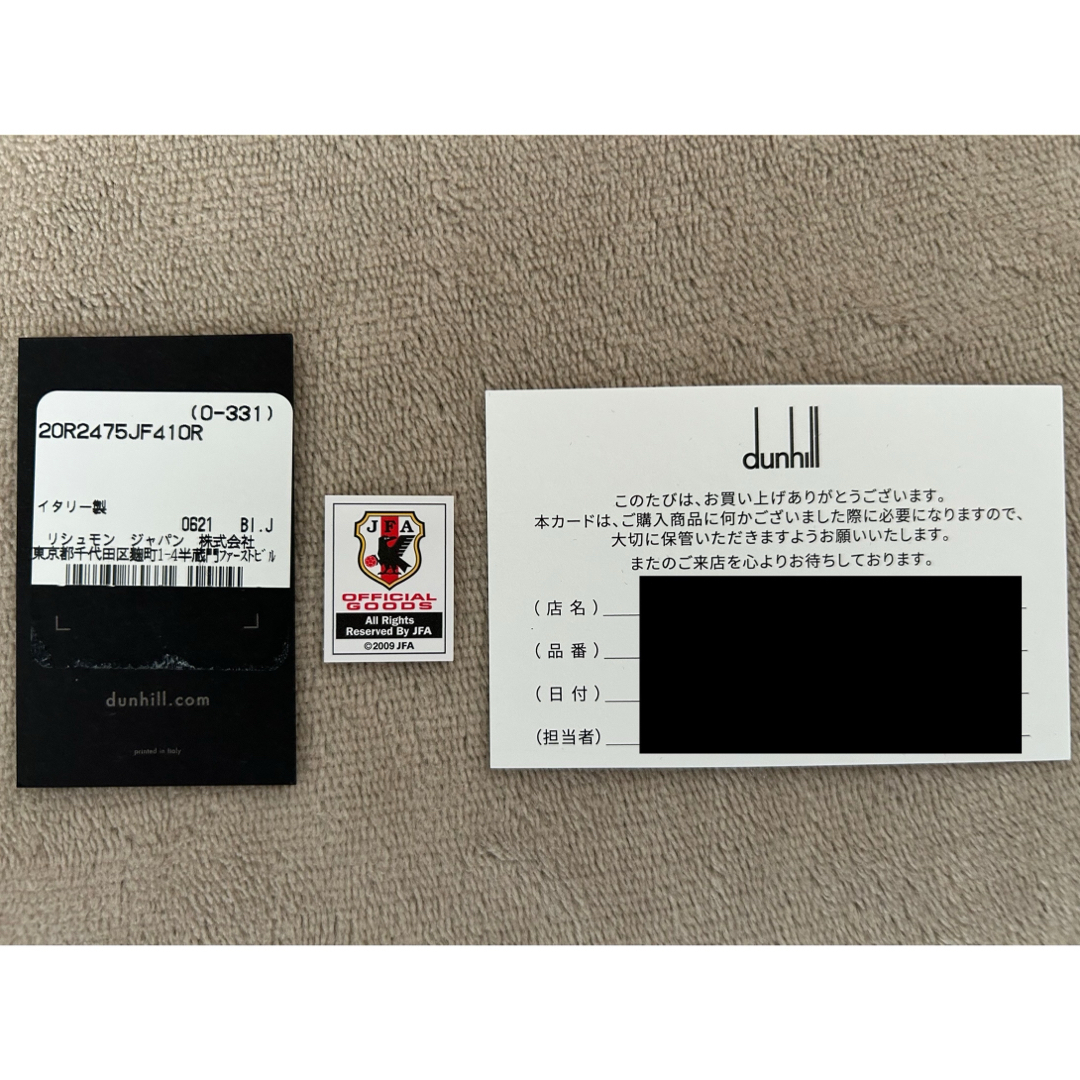 (0-331)
20R2475JF410R
イタリー製
0621 BI.J
リシュモン ジャパン 株式会社
東京都千代田区麹町1-4半蔵門ファーストビル
dunhill.com
printed in Italy
JFA
OFFICIAL
GOODS
All Rights
Reserved By JFA
©2009 JFA
dunhill
このたびは、お買い上げありがとうございます。
本カードは、ご購入商品に何かございました際に必要になりますので、
大切に保管いただきますようお願いいたします。
またのご来店を心よりお待ちしております。
(店名)
(品番)
(日付)
(担当者)